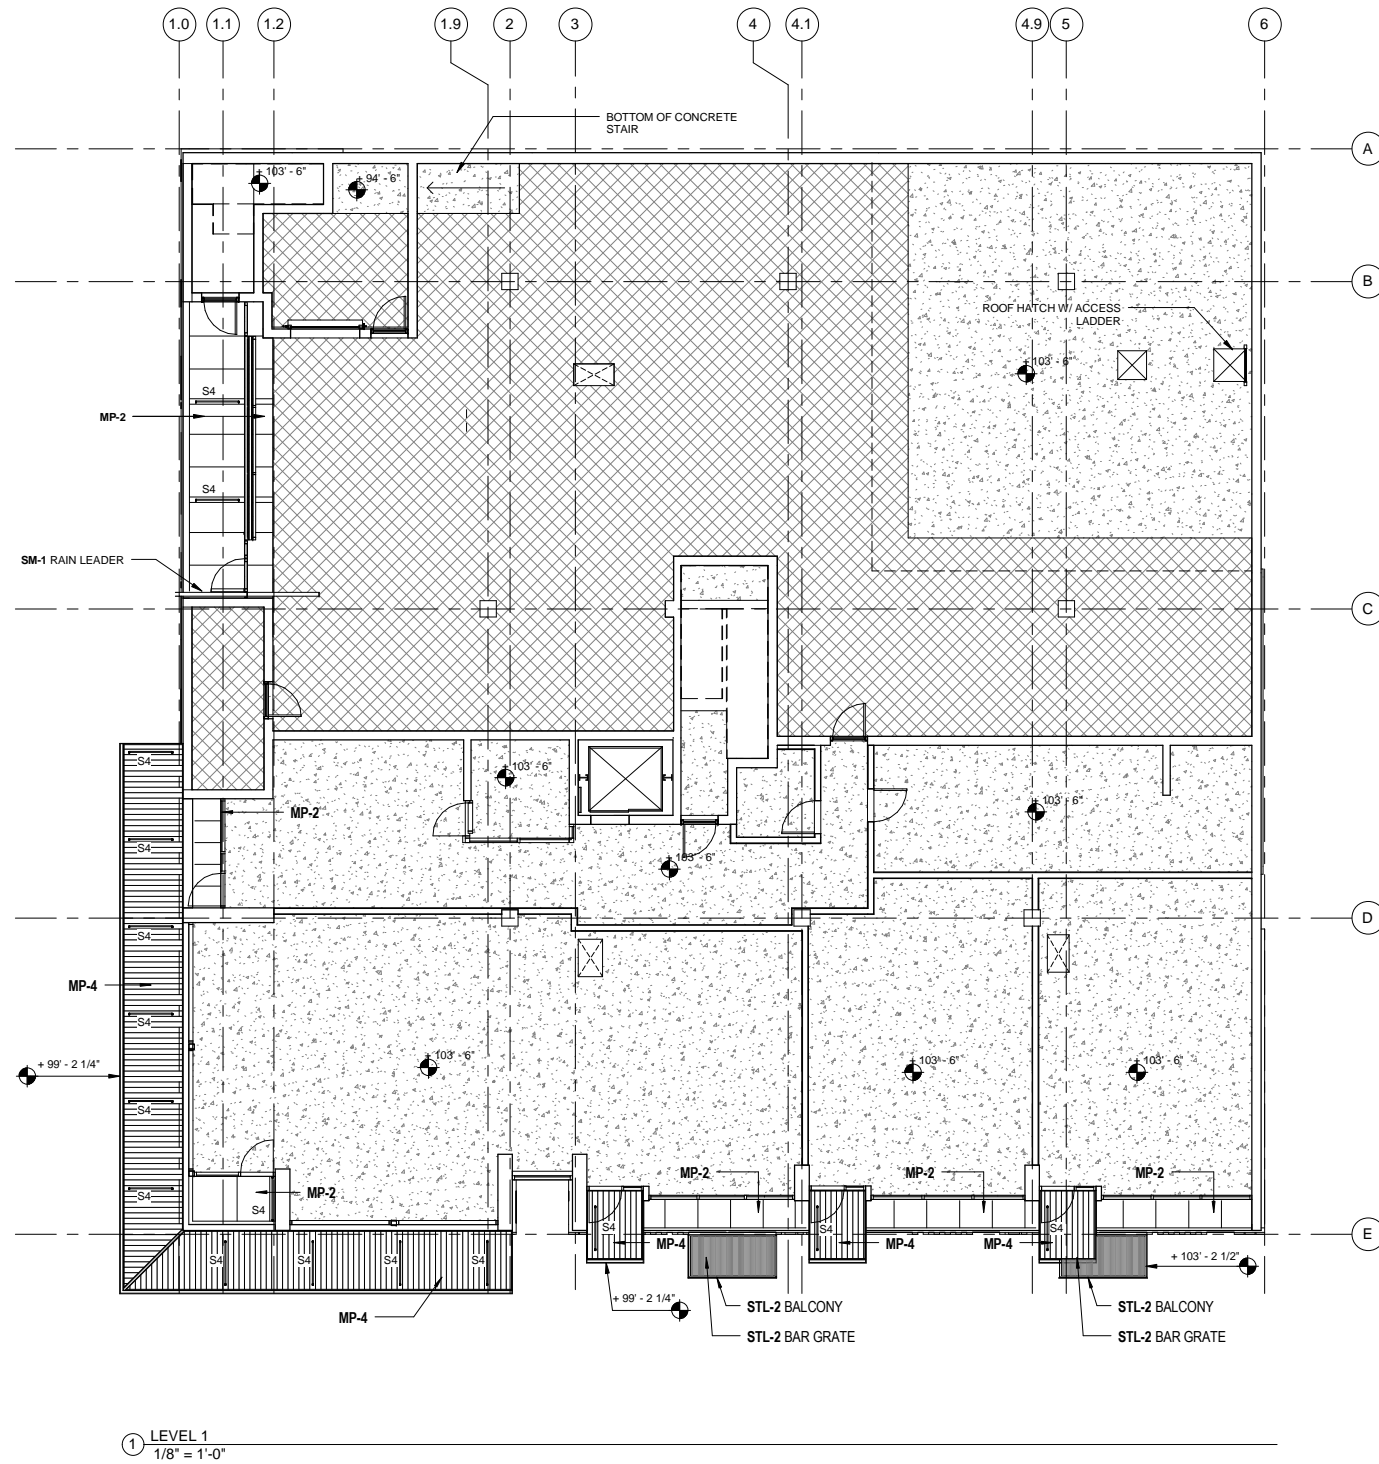 1.0 1.1 1.2 1.9 2 3 4 4.1 4.9 5 6
BOTTOM OF CONCRETE
STAIR
A
+ 103' - 6"
+ 94' - 6"
B
ROOF HATCH W/ ACCESS
LADDER
+ 103' - 6"
S4
MP-2
S4
SM-1 RAIN LEADER
C
S4
+ 103' - 6"
+ 103' - 6"
MP-2
S4
+ 103' - 6"
D
S4
MP-4
S4
+ 99' - 2 1/4"
+ 103' - 6"
+ 103' - 6"
+ 103' - 6"
S4
MP-2
MP-2
MP-2
S4
MP-2
S4
S4
S4
S4
E
MP-4
MP-4
MP-4
S4
S4
S4
S4
+ 103' - 2 1/2"
+ 99' - 2 1/4"
MP-4
STL-2 BALCONY
STL-2 BALCONY
STL-2 BAR GRATE
STL-2 BAR GRATE
1
LEVEL 1
1/8" = 1'-0"